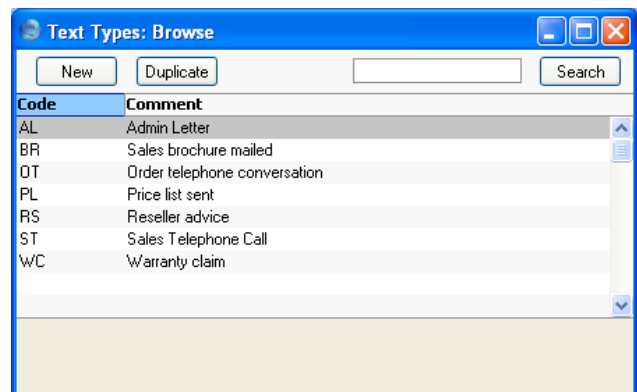 Text Types: Browse
New Duplicate Search
Code Comment
AL Admin Letter
BR Sales brochure mailed
OT Order telephone conversation
PL Price list sent
RS Reseller advice
ST Sales Telephone Call
WC Warranty claim